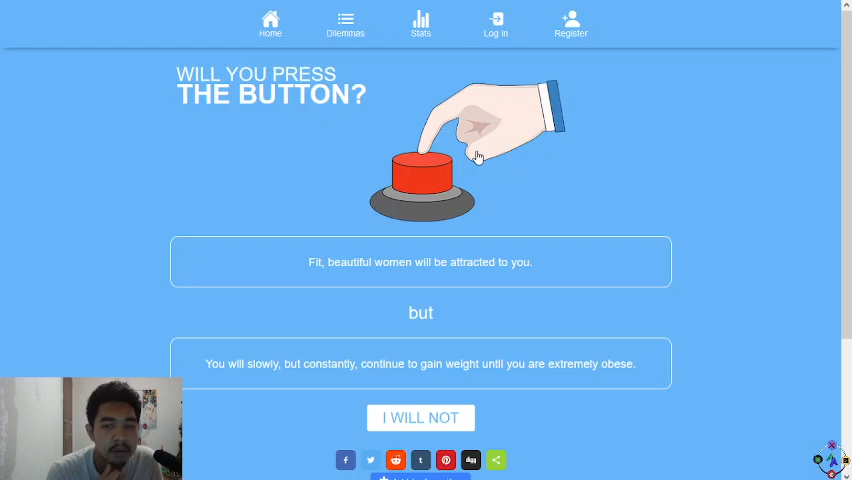 Home
Dilemmas
Stats
Log in
Register
WILL YOU PRESS
THE BUTTON?
Fit, beautiful women will be attracted to you.
but
You will slowly, but constantly, continue to gain weight until you are extremely obese.
I WILL NOT
digg